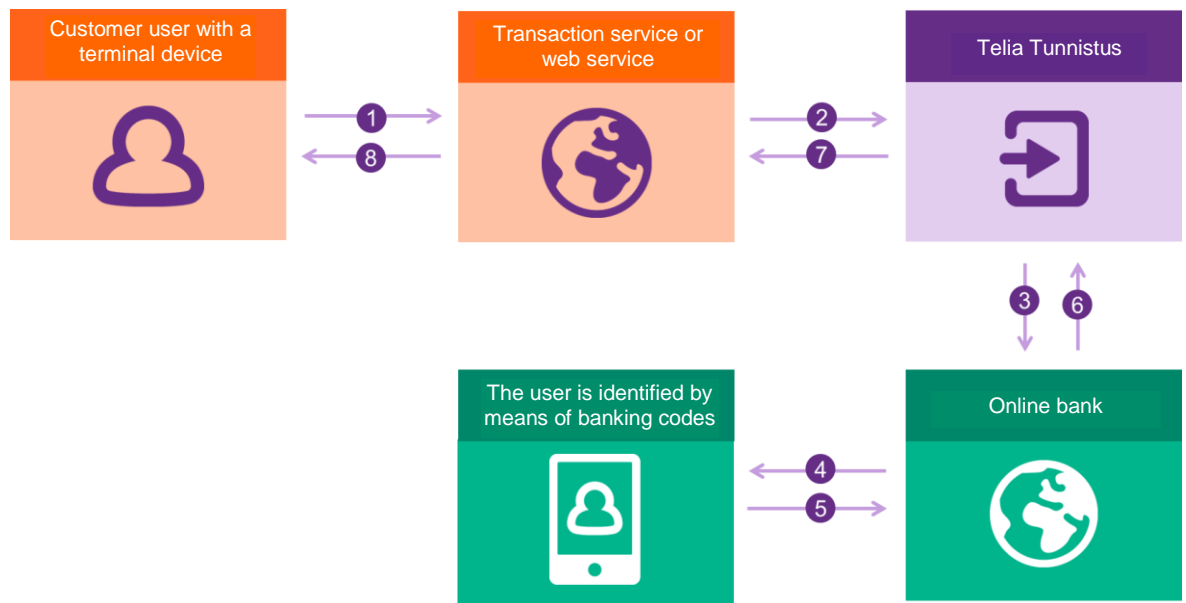 Customer user with a
terminal device
Transaction service or
web service
Telia Tunnistus
1
8
2
7
3
6
The user is identified by
means of banking codes
Online bank
4
5